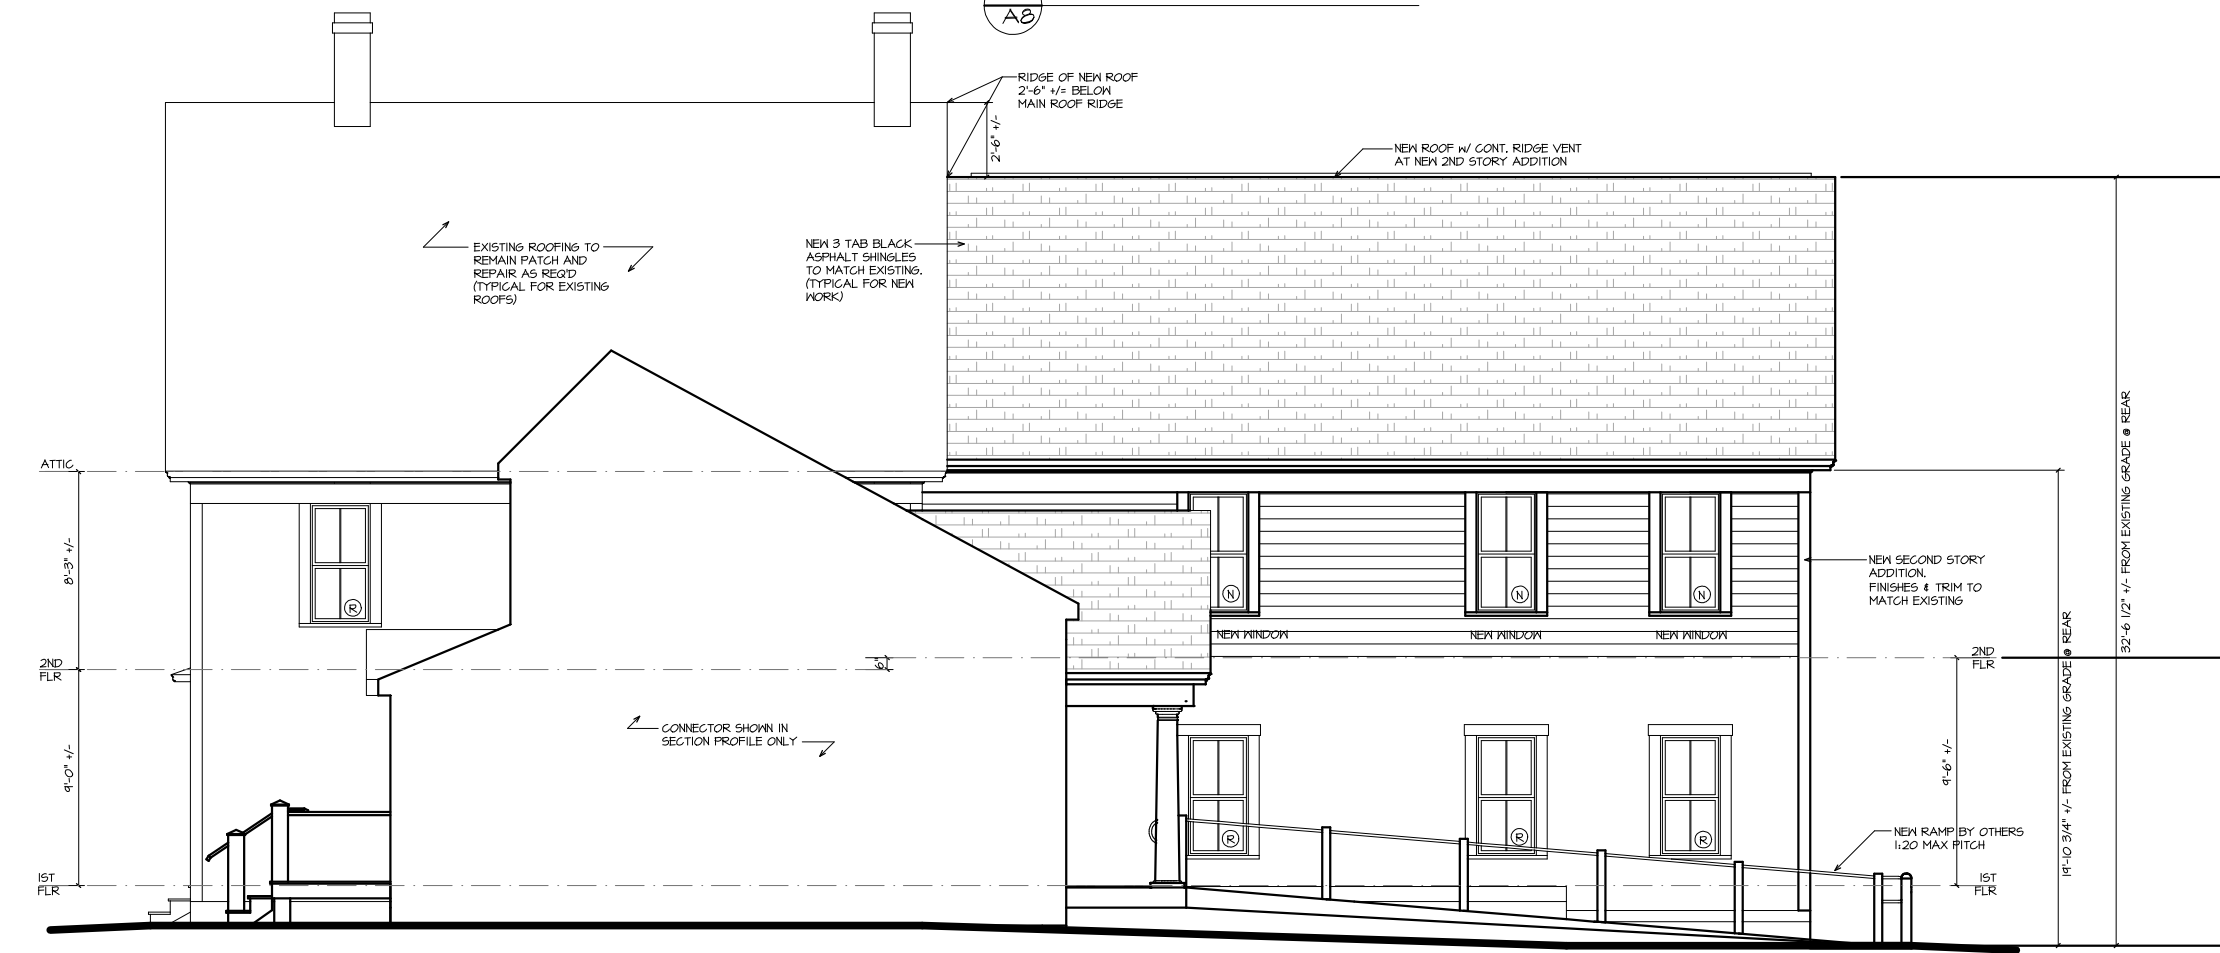 A8
RIDGE OF NEW ROOF
2'-6" +/- BELOW
MAIN ROOF RIDGE
2'-6" +/-
NEW ROOF W/ CONT. RIDGE VENT
AT NEW 2ND STORY ADDITION
EXISTING ROOFING TO
REMAIN PATCH AND
REPAIR AS REQ'D
(TYPICAL FOR EXISTING
ROOFS)
NEW 3 TAB BLACK
ASPHALT SHINGLES
TO MATCH EXISTING.
(TYPICAL FOR NEW
WORK)
ATTIC
8'-3" +/-
R
N
N
N
NEW WINDOW
NEW WINDOW
NEW WINDOW
NEW SECOND STORY
ADDITION.
FINISHES & TRIM TO
MATCH EXISTING
32'-6 1/2" +/- FROM EXISTING GRADE @ REAR
19'-10 3/4" +/- FROM EXISTING GRADE @ REAR
2ND
FLR
6"
2ND
FLR
CONNECTOR SHOWN IN
SECTION PROFILE ONLY
9'-0" +/-
9'-6" +/-
R
R
R
NEW RAMP BY OTHERS
1:20 MAX PITCH
1ST
FLR
1ST
FLR